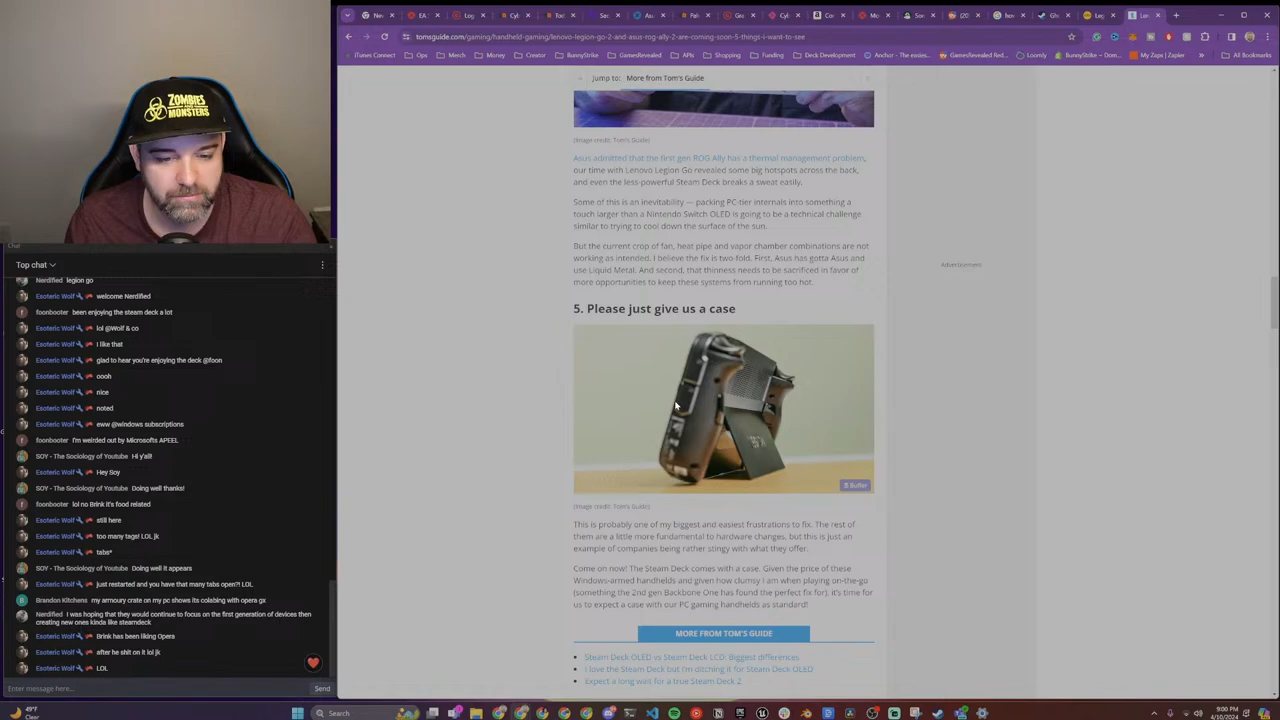 ZOMBIES
MONSTERS
tomsguide.com/gaming/handheld-gaming/lenovo-legion-go-2-and-asus-rog-ally-2-are-coming-soon-5-things-i-want-to-see
iTunes Connect Ops Merch Money Creator BunnyStrike GamesRevealed APIs Shopping Funding Deck Development Anchor - The easies... GamesRevealed Red... Loomly BunnyStrike – Dom... My Zaps | Zapier » All Bookmarks
Jump to: More from Tom's Guide
(Image credit: Tom's Guide)
Asus admitted that the first gen ROG Ally has a thermal management problem,
our time with Lenovo Legion Go revealed some big hotspots across the back,
and even the less-powerful Steam Deck breaks a sweat easily.
Some of this is an inevitability — packing PC-tier internals into something a
touch larger than a Nintendo Switch OLED is going to be a technical challenge
similar to trying to cool down the surface of the sun.
But the current crop of fan, heat pipe and vapor chamber combinations are not
working as intended. I believe the fix is two-fold. First, Asus has gotta Asus and
use Liquid Metal. And second, that thinness needs to be sacrificed in favor of
more opportunities to keep these systems from running too hot.
5. Please just give us a case
Buffer
(Image credit: Tom's Guide)
This is probably one of my biggest and easiest frustrations to fix. The rest of
them are a little more fundamental to hardware changes, but this is just an
example of companies being rather stingy with what they offer.
Come on now! The Steam Deck comes with a case. Given the price of these
Windows-armed handhelds and given how clumsy I am when playing on-the-go
(something the 2nd gen Backbone One has found the perfect fix for), it's time for
us to expect a case with our PC gaming handhelds as standard!
MORE FROM TOM'S GUIDE
Steam Deck OLED vs Steam Deck LCD: Biggest differences
I love the Steam Deck but I'm ditching it for Steam Deck OLED
Expect a long wait for a true Steam Deck 2
Advertisement
Chat
Top chat
Nerdified legion go
Esoteric Wolf welcome Nerdified
foonbooter been enjoying the steam deck a lot
Esoteric Wolf lol @Wolf & co
Esoteric Wolf I like that
Esoteric Wolf glad to hear you're enjoying the deck @foon
Esoteric Wolf oooh
Esoteric Wolf nice
Esoteric Wolf noted
Esoteric Wolf eww @windows subscriptions
foonbooter I'm weirded out by Microsofts APEEL
SOY - The Sociology of Youtube Hi y'all!
Esoteric Wolf Hey Soy
SOY - The Sociology of Youtube Doing well thanks!
foonbooter lol no Brink it's food related
Esoteric Wolf still here
Esoteric Wolf too many tags! LOL jk
Esoteric Wolf tabs*
SOY - The Sociology of Youtube Doing well it appears
Esoteric Wolf just restarted and you have that many tabs open?! LOL
B Brandon Kitchens my armoury crate on my pc shows its colabing with opera gx
Nerdified I was hoping that they would continue to focus on the first generation of devices then
creating new ones kinda like steamdeck
Esoteric Wolf Brink has been liking Opera
Esoteric Wolf after he shit on it lol jk
Esoteric Wolf LOL
Enter message here...
Send
49°F
Clear
Search
9:00 PM
4/10/2024